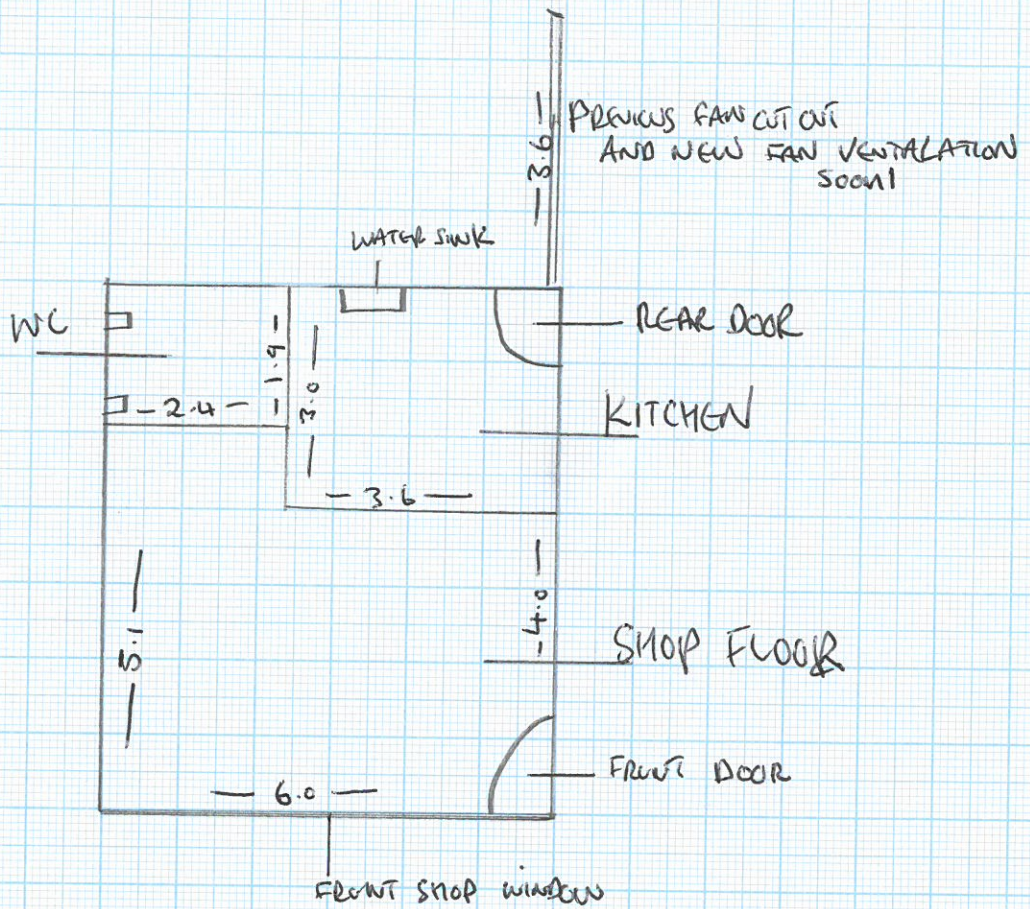 PREVIOUS FAN CUT OUT
AND NEW FAN VENTALATION
SOON!
3.6
WATER SINK
WC
REAR DOOR
1.9
3.0
2.4
KITCHEN
3.6
4.0
5.1
SHOP FLOOR
FRONT DOOR
6.0
FRONT SHOP WINDOW